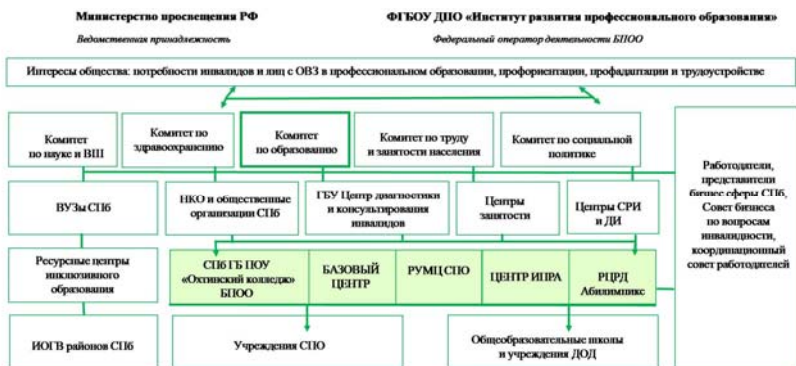 Министерство просвещения РФ
ФГБОУ ДПО «Институт развития профессионального образования»
Ведомственная принадлежность
Федеральный оператор деятельности БПОО
Интересы общества: потребности инвалидов и лиц с ОВЗ в профессиональном образовании, профориентации, профадаптации и трудоустройстве
Комитет
по науке и ВШ
Комитет по
здравоохранению
Комитет
по образованию
Комитет по труду
и занятости населения
Комитет по социальной
политике
Работодатели,
представители
бизнес сферы СПб,
Совет бизнеса
по вопросам
инвалидности,
координационный
совет работодателей
ВУЗы СПб
НКО и общественные
организации СПб
ГБУ Центр диагностики
и консультирования
инвалидов
Центры
занятости
Центры СРИ
и ДИ
Ресурсные центры
инклюзивного
образования
СПб ГБ ПОУ
«Охтинский колледж»
БПОО
БАЗОВЫЙ
ЦЕНТР
РУМЦ СПО
ЦЕНТР ИПРА
РЦРД
Абилимпикс
ИОГВ районов СПб
Учреждения СПО
Общеобразовательные школы
и учреждения ДОД